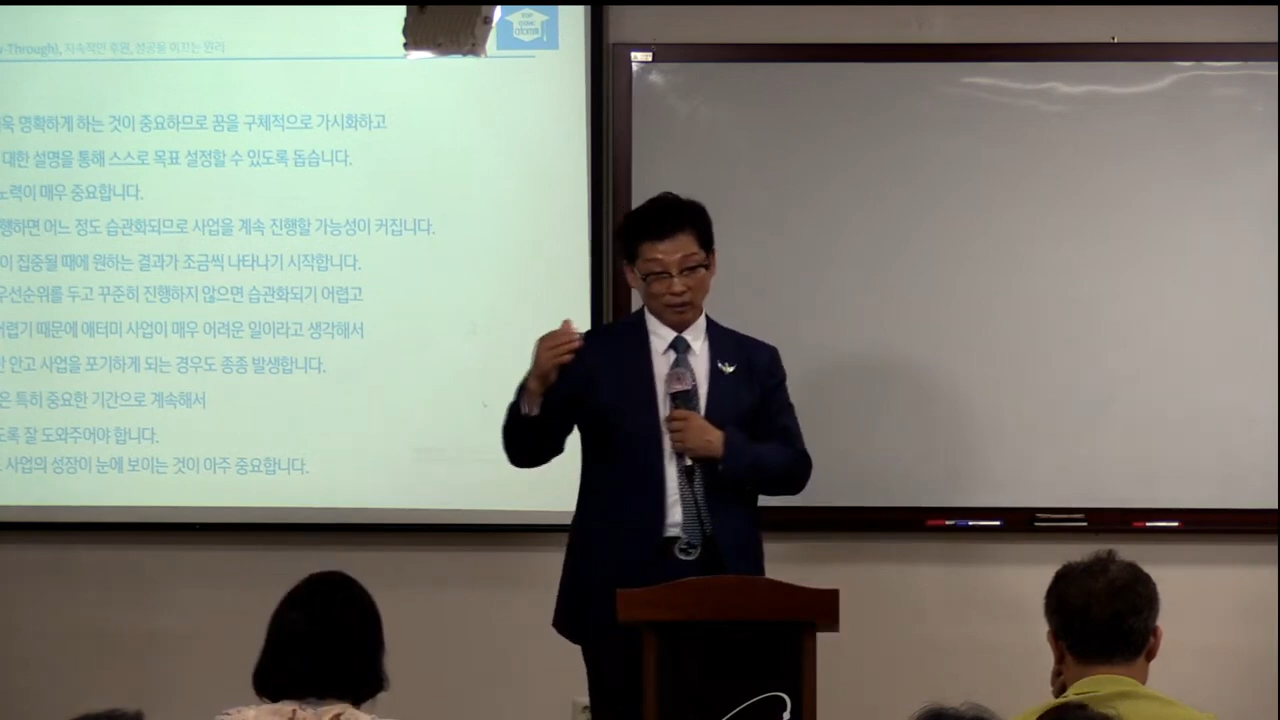 -Through), 지속적인 후원, 성공을 이끄는 원리
TOP
atomit
욱 명확하게 하는 것이 중요하므로 꿈을 구체적으로 가시화하고
대한 설명을 통해 스스로 목표 설정할 수 있도록 돕습니다.
노력이 매우 중요합니다.
행하면 어느 정도 습관화되므로 사업을 계속 진행할 가능성이 커집니다.
이 집중될 때에 원하는 결과가 조금씩 나타나기 시작합니다.
우선순위를 두고 꾸준히 진행하지 않으면 습관화되기 어렵고
어렵기 때문에 애터미 사업이 매우 어려운 일이라고 생각해서
안고 사업을 포기하게 되는 경우도 종종 발생합니다.
은 특히 중요한 기간으로 계속해서
도록 잘 도와주어야 합니다.
사업의 성장이 눈에 보이는 것이 아주 중요합니다.